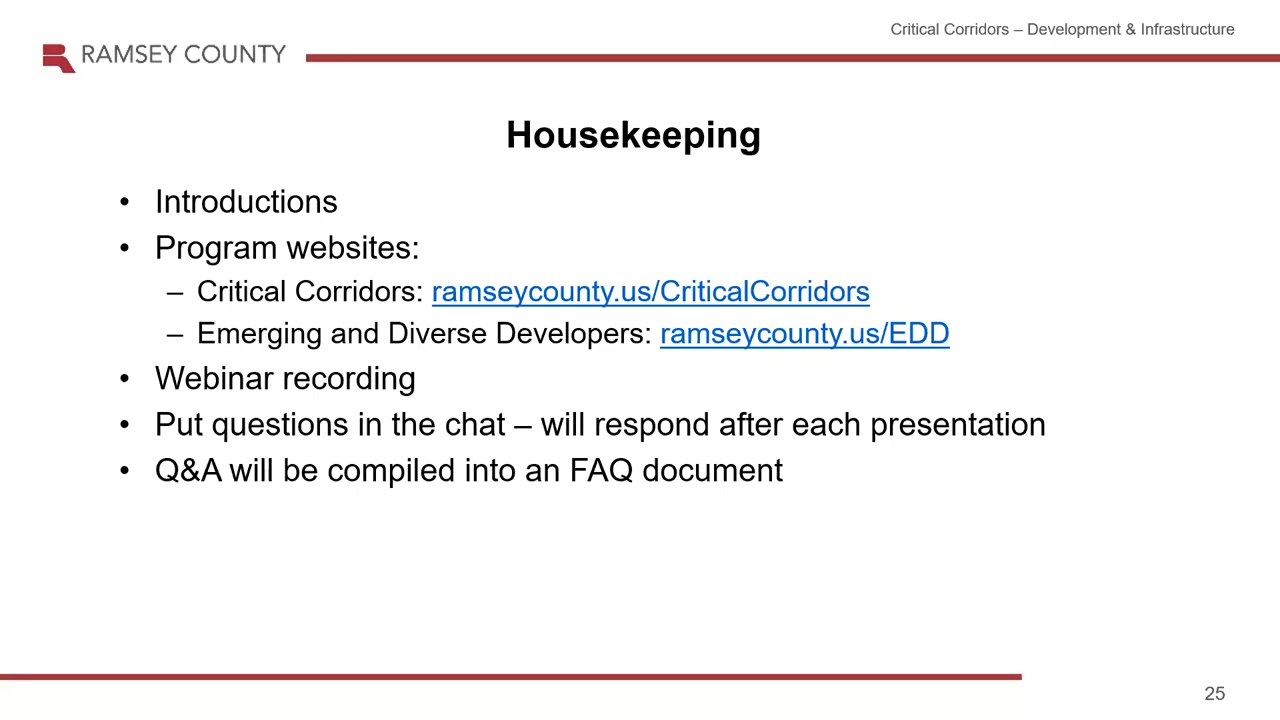 Critical Corridors – Development & Infrastructure
RAMSEY COUNTY
Housekeeping
• Introductions
• Program websites:
– Critical Corridors: ramseycounty.us/CriticalCorridors
– Emerging and Diverse Developers: ramseycounty.us/EDD
• Webinar recording
• Put questions in the chat – will respond after each presentation
• Q&A will be compiled into an FAQ document
25